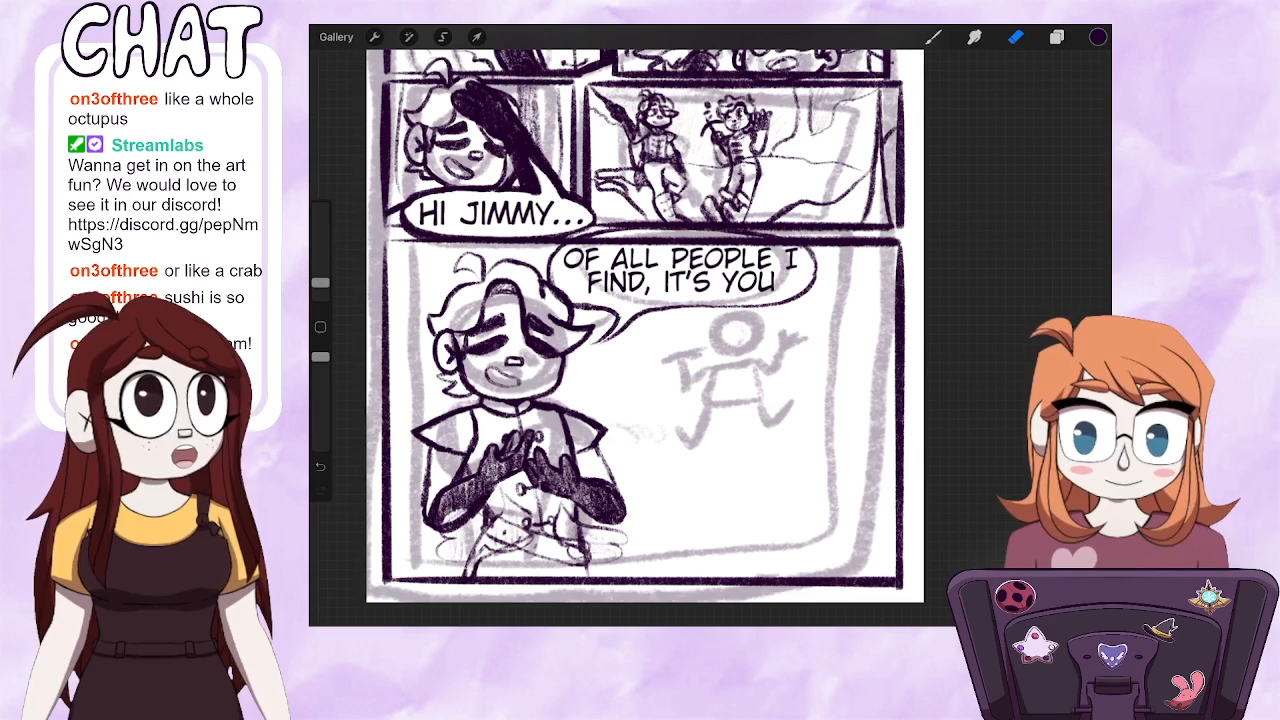 CHAT
on3ofthree like a whole
octupus
Streamlabs
Wanna get in on the art
fun? We would love to
see it in our discord!
https://discord.gg/pepNm
wSgN3
on3ofthree or like a crab
sushi is so
Gallery
HI JIMMY...
OF ALL PEOPLE I
FIND, IT'S YOU